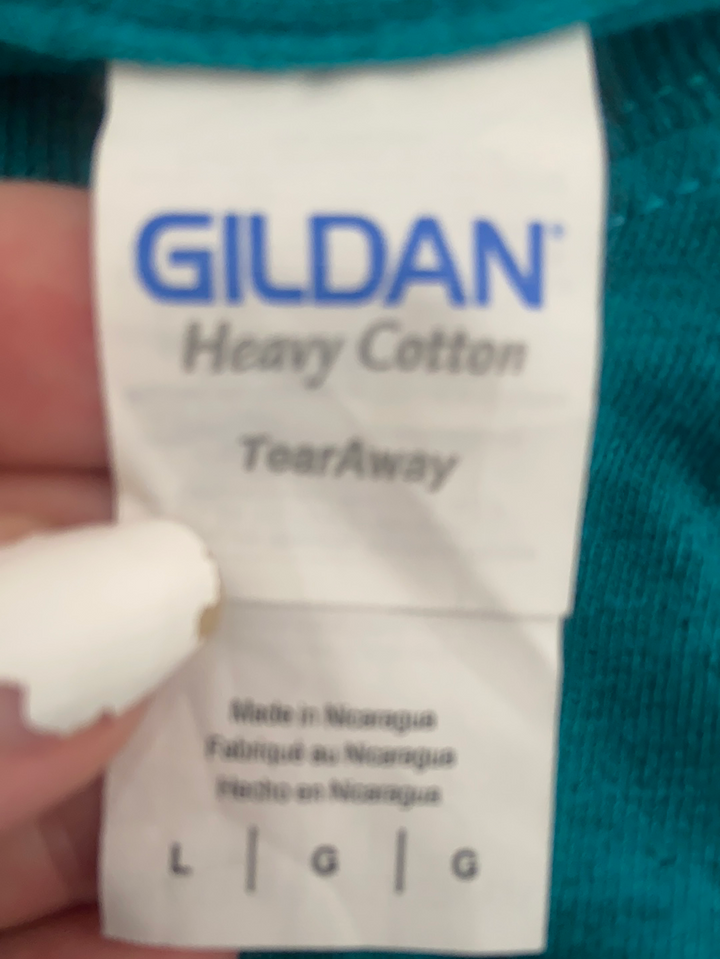 GILDAN
Heavy Cotton
TearAway
Made in Nicaragua
Fabriqué au Nicaragua
Hecho en Nicaragua
L | G | G